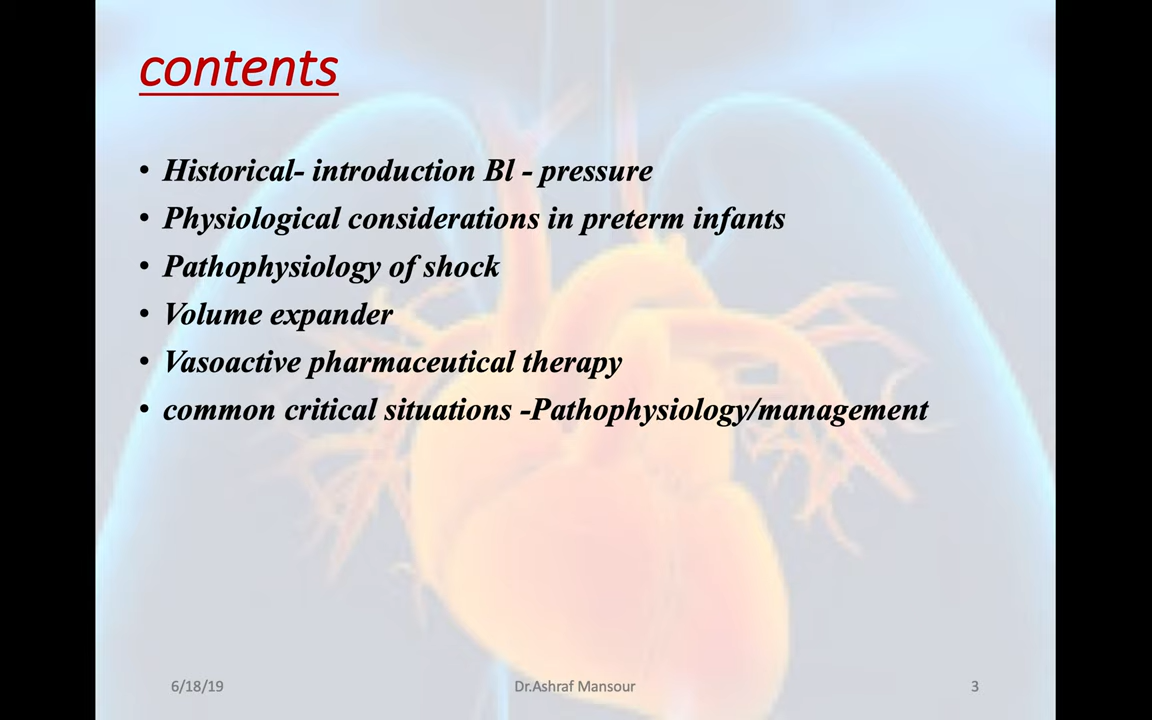 contents
• Historical- introduction Bl - pressure
• Physiological considerations in preterm infants
• Pathophysiology of shock
• Volume expander
• Vasoactive pharmaceutical therapy
• common critical situations -Pathophysiology/management
6/18/19 Dr.Ashraf Mansour 3